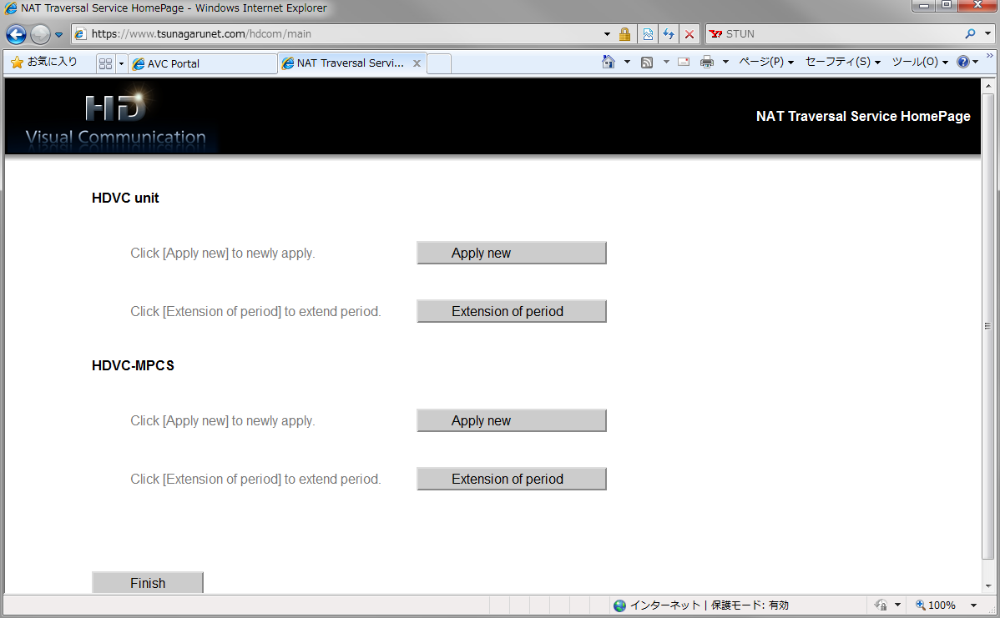 NAT Traversal Service HomePage - Windows Internet Explorer
https://www.tsunagarunet.com/hdcom/main
STUN
お気に入り
AVC Portal
NAT Traversal Servi...
ページ(P)
セーフティ(S)
ツール(O)
HD
Visual Communication
NAT Traversal Service HomePage
HDVC unit
Click [Apply new] to newly apply.
Apply new
Click [Extension of period] to extend period.
Extension of period
HDVC-MPCS
Click [Apply new] to newly apply.
Apply new
Click [Extension of period] to extend period.
Extension of period
Finish
インターネット | 保護モード: 有効
100%